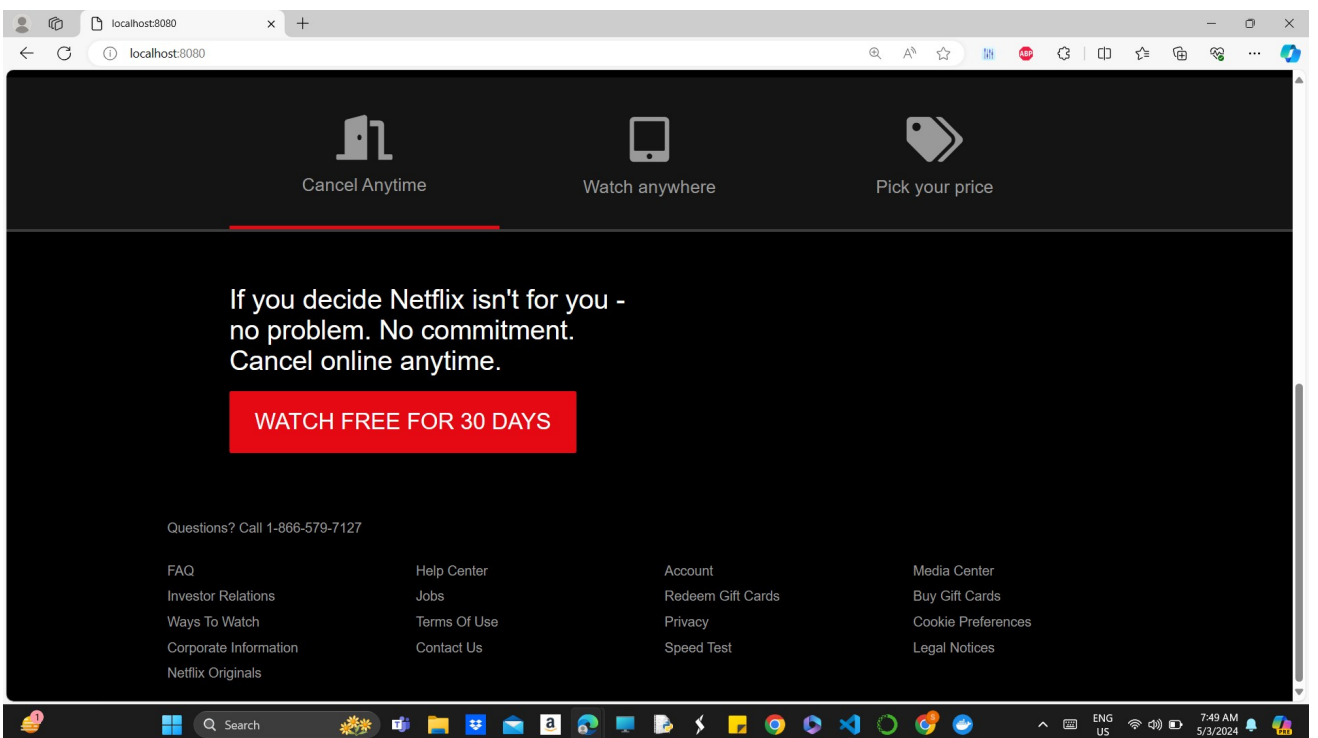 localhost:8080
localhost:8080
ABP
Cancel Anytime
Watch anywhere
Pick your price
If you decide Netflix isn't for you -
no problem. No commitment.
Cancel online anytime.
WATCH FREE FOR 30 DAYS
Questions? Call 1-866-579-7127
FAQ
Help Center
Account
Media Center
Investor Relations
Jobs
Redeem Gift Cards
Buy Gift Cards
Ways To Watch
Terms Of Use
Privacy
Cookie Preferences
Corporate Information
Contact Us
Speed Test
Legal Notices
Netflix Originals
1
Search
a
ENG
US
7:49 AM
5/3/2024
PRE